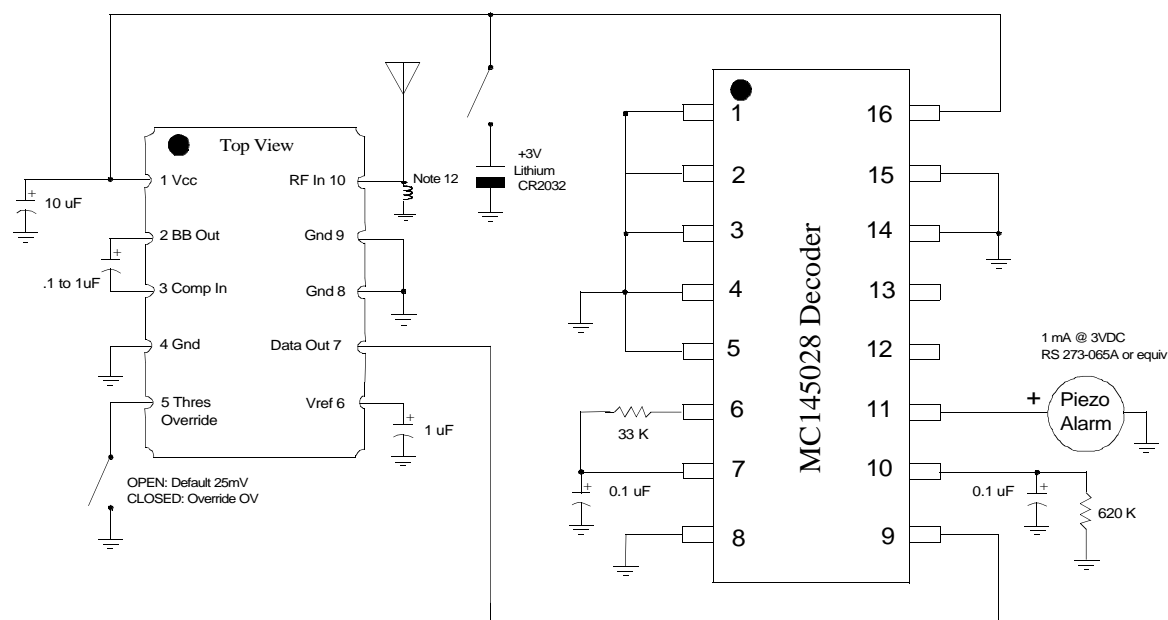 Top View
1 Vcc
RF In 10
Note 12
+
10 uF
2 BB Out
Gnd 9
+
.1 to 1uF
3 Comp In
Gnd 8
4 Gnd
Data Out 7
5 Thres
Override
Vref 6
+
1 uF
OPEN: Default 25mV
CLOSED: Override OV
+3V
Lithium
CR2032
MC145028 Decoder
1
2
3
4
5
6
7
8
16
15
14
13
12
11
10
9
33 K
+
0.1 uF
1 mA @ 3VDC
RS 273-065A or equiv
+
Piezo
Alarm
+
0.1 uF
620 K